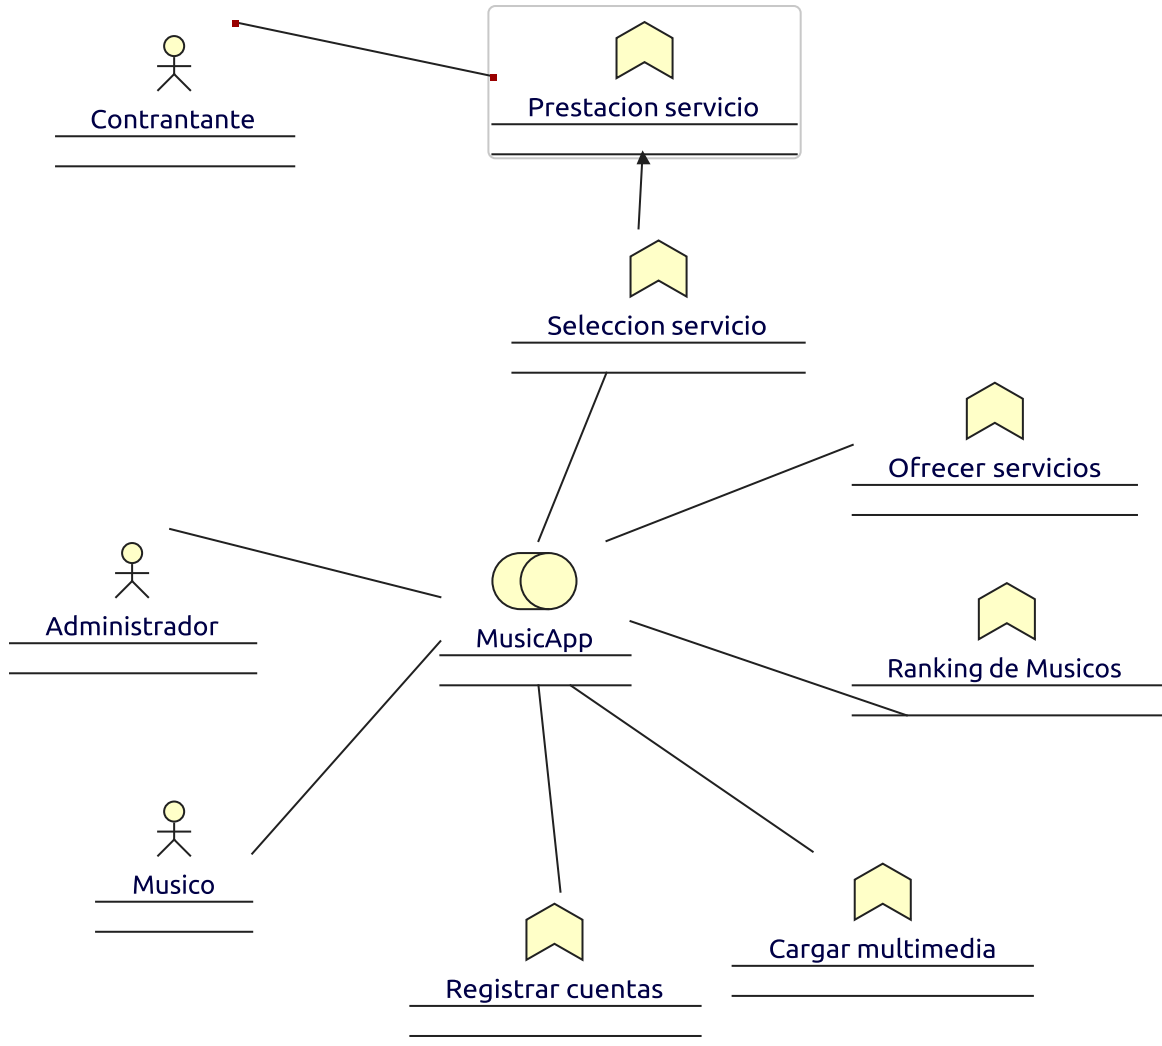 Prestacion servicio
Contrantante
Seleccion servicio
Ofrecer servicios
Administrador
MusicApp
Ranking de Musicos
Musico
Cargar multimedia
Registrar cuentas